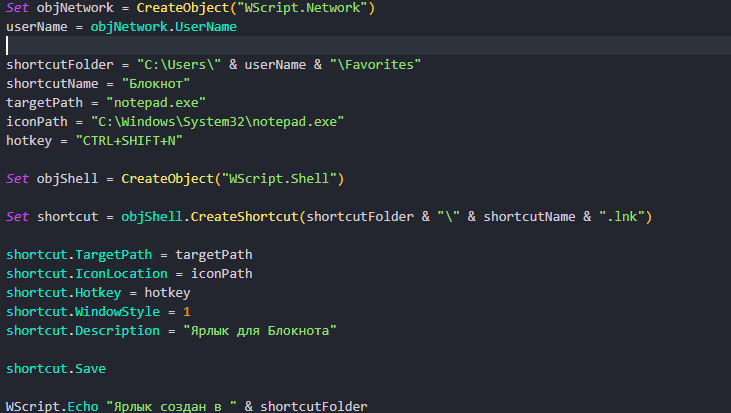 Set objNetwork = CreateObject("WScript.Network")
userName = objNetwork.UserName
shortcutFolder = "C:\Users\" & userName & "\Favorites"
shortcutName = "Блокнот"
targetPath = "notepad.exe"
iconPath = "C:\Windows\System32\notepad.exe"
hotkey = "CTRL+SHIFT+N"
Set objShell = CreateObject("WScript.Shell")
Set shortcut = objShell.CreateShortcut(shortcutFolder & "\" & shortcutName & ".lnk")
shortcut.TargetPath = targetPath
shortcut.IconLocation = iconPath
shortcut.Hotkey = hotkey
shortcut.WindowStyle = 1
shortcut.Description = "Ярлык для Блокнота"
shortcut.Save
WScript.Echo "Ярлык создан в " & shortcutFolder